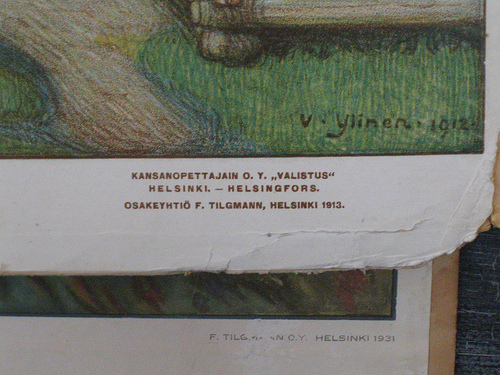 V. Ylinen. 1912.
KANSANOPETTAJAIN O. Y. „VALISTUS“
HELSINKI. — HELSINGFORS.
OSAKEYHTIÖ F. TILGMANN, HELSINKI 1913.
F. O.Y. HELSINKI 1931